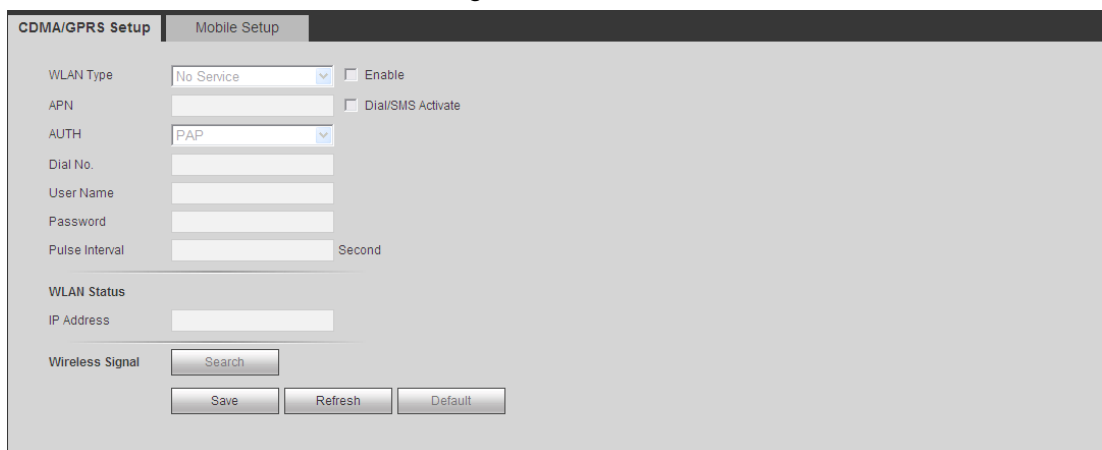 CDMA/GPRS Setup Mobile Setup
WLAN Type No Service Enable
APN Dial/SMS Activate
AUTH PAP
Dial No.
User Name
Password
Pulse Interval Second
WLAN Status
IP Address
Wireless Signal Search
Save Refresh Default